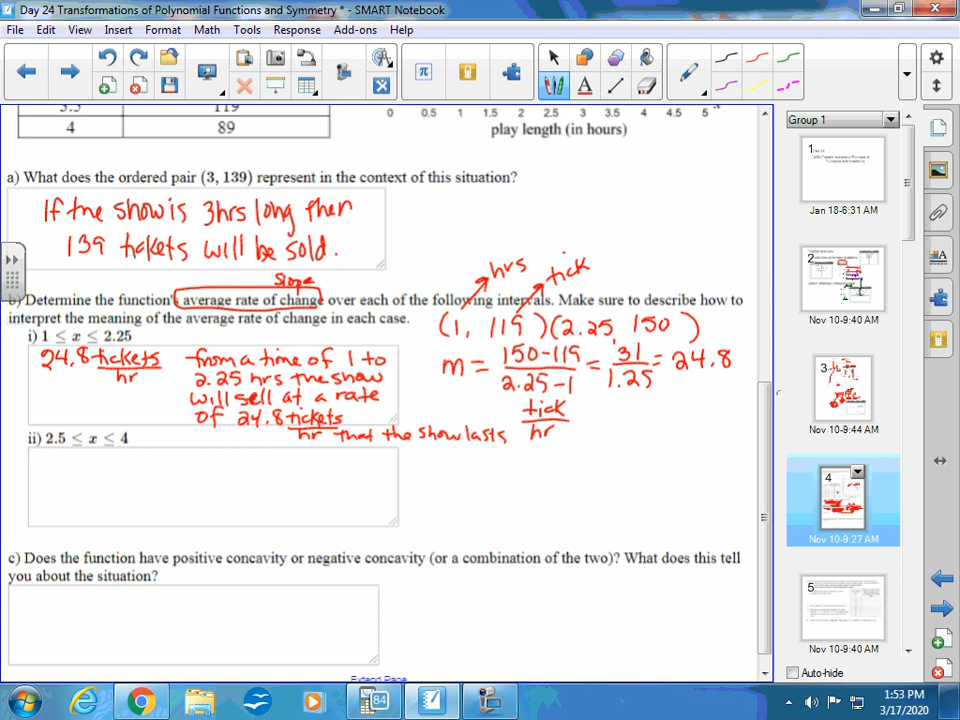 Day 24 Transformations of Polynomial Functions and Symmetry * - SMART Notebook
File Edit View Insert Format Math Tools Response Add-ons Help
3.5 119
4 89
0 0.5 1 1.5 2 2.5 3 3.5 4 4.5 5 x
play length (in hours)
a) What does the ordered pair (3, 139) represent in the context of this situation?
If the show is 3hrs long then
139 tickets will be sold.
hrs
tick
slope
b) Determine the function's average rate of change over each of the following intervals. Make sure to describe how to
interpret the meaning of the average rate of change in each case.
(1, 119)(2.25, 150)
i) 1 ≤ x ≤ 2.25
24.8 tickets/hr
from a time of 1 to
2.25 hrs the show
will sell at a rate
of 24.8 tickets/hr that the show lasts
m = 150-119/2.25-1 = 31/1.25 = 24.8
tick/hr
ii) 2.5 ≤ x ≤ 4
c) Does the function have positive concavity or negative concavity (or a combination of the two)? What does this tell
you about the situation?
Extend Page
Group 1
1
Jan 18-6:31 AM
2
Nov 10-9:40 AM
3
Nov 10-9:44 AM
4
Nov 10-9:27 AM
5
Nov 10-9:40 AM
Auto-hide
84
1:53 PM
3/17/2020